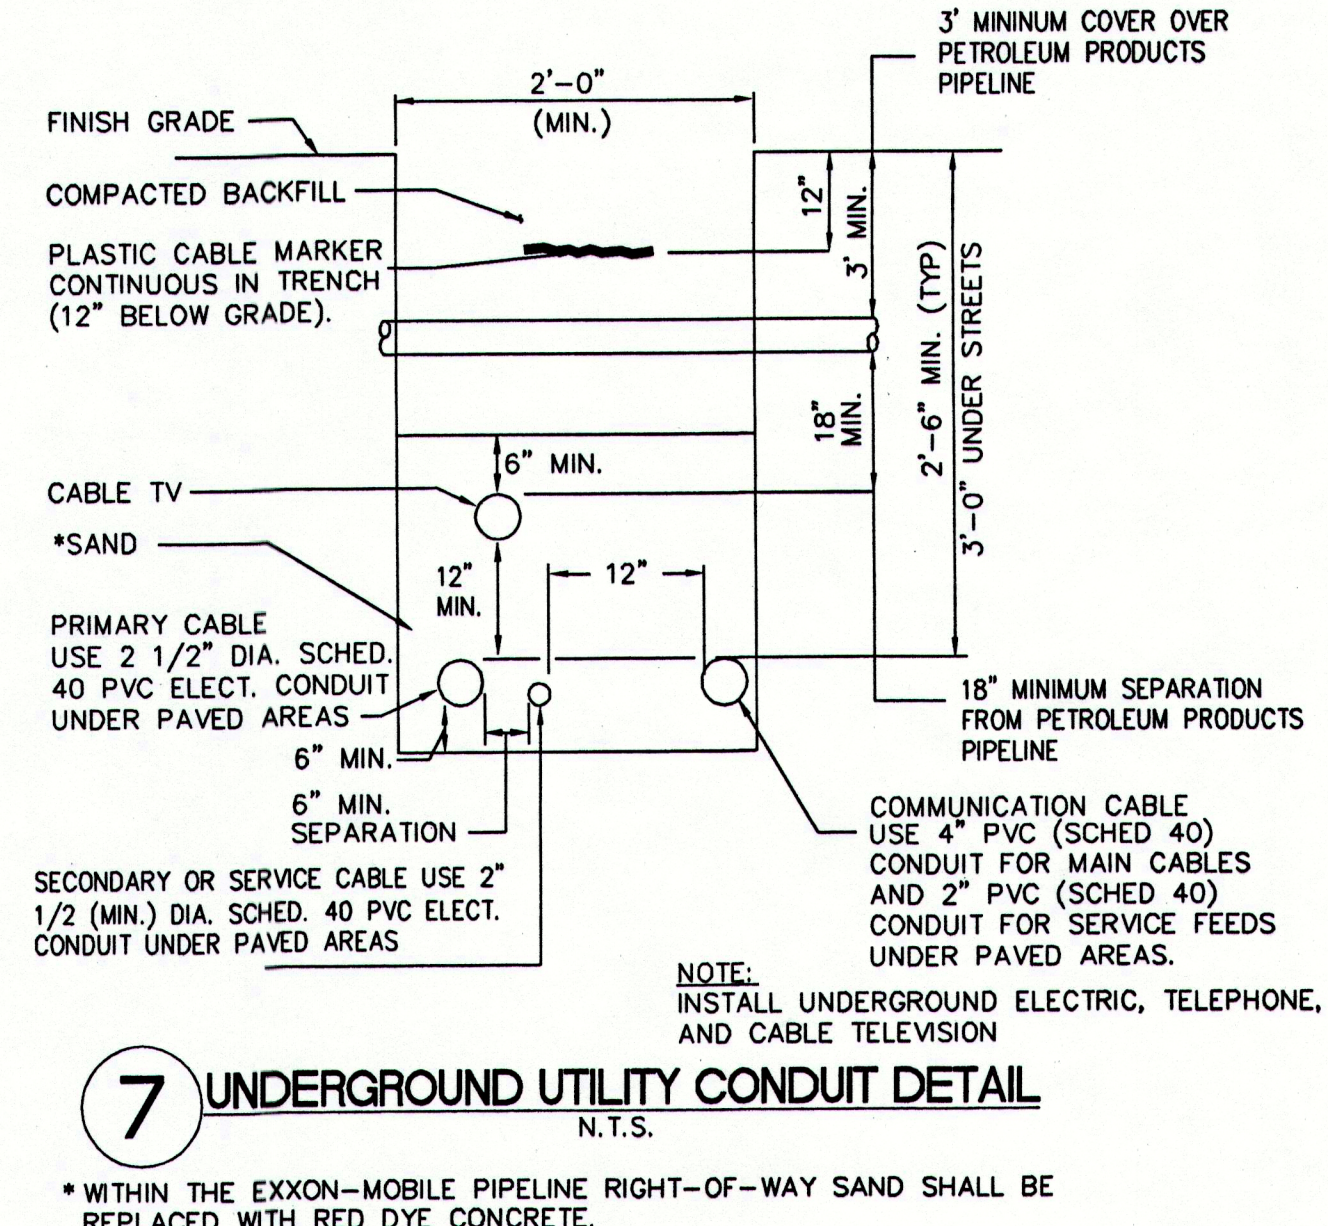 3' MININUM COVER OVER
PETROLEUM PRODUCTS
PIPELINE
2'-0"
(MIN.)
FINISH GRADE
COMPACTED BACKFILL
PLASTIC CABLE MARKER
CONTINUOUS IN TRENCH
(12" BELOW GRADE).
12"
3' MIN.
2'-6" MIN. (TYP)
3'-0" UNDER STREETS
18"
MIN.
6" MIN.
CABLE TV
*SAND
12"
MIN.
12"
PRIMARY CABLE
USE 2 1/2" DIA. SCHED.
40 PVC ELECT. CONDUIT
UNDER PAVED AREAS
6" MIN.
6" MIN.
SEPARATION
18" MINIMUM SEPARATION
FROM PETROLEUM PRODUCTS
PIPELINE
SECONDARY OR SERVICE CABLE USE 2"
1/2 (MIN.) DIA. SCHED. 40 PVC ELECT.
CONDUIT UNDER PAVED AREAS
COMMUNICATION CABLE
USE 4" PVC (SCHED 40)
CONDUIT FOR MAIN CABLES
AND 2" PVC (SCHED 40)
CONDUIT FOR SERVICE FEEDS
UNDER PAVED AREAS.
NOTE:
INSTALL UNDERGROUND ELECTRIC, TELEPHONE,
AND CABLE TELEVISION
7 UNDERGROUND UTILITY CONDUIT DETAIL
N.T.S.
* WITHIN THE EXXON-MOBILE PIPELINE RIGHT-OF-WAY SAND SHALL BE
REPLACED WITH RED DYE CONCRETE.